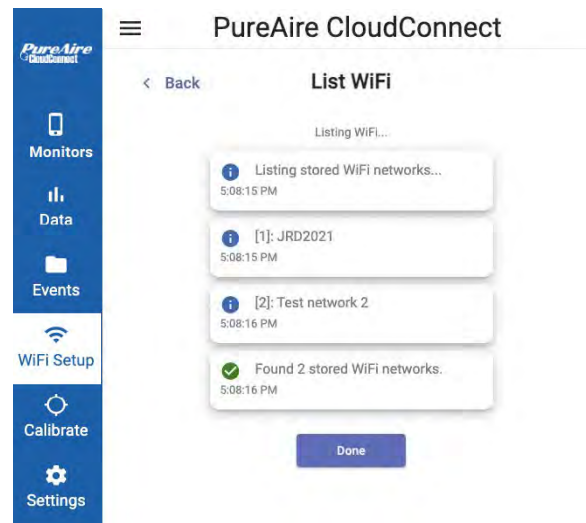 PureAire
CloudConnect
Monitors
Data
Events
WiFi Setup
Calibrate
Settings
PureAire CloudConnect
< Back
List WiFi
Listing WiFi...
Listing stored WiFi networks...
5:08:15 PM
[1]: JRD2021
5:08:15 PM
[2]: Test network 2
5:08:16 PM
Found 2 stored WiFi networks.
5:08:16 PM
Done